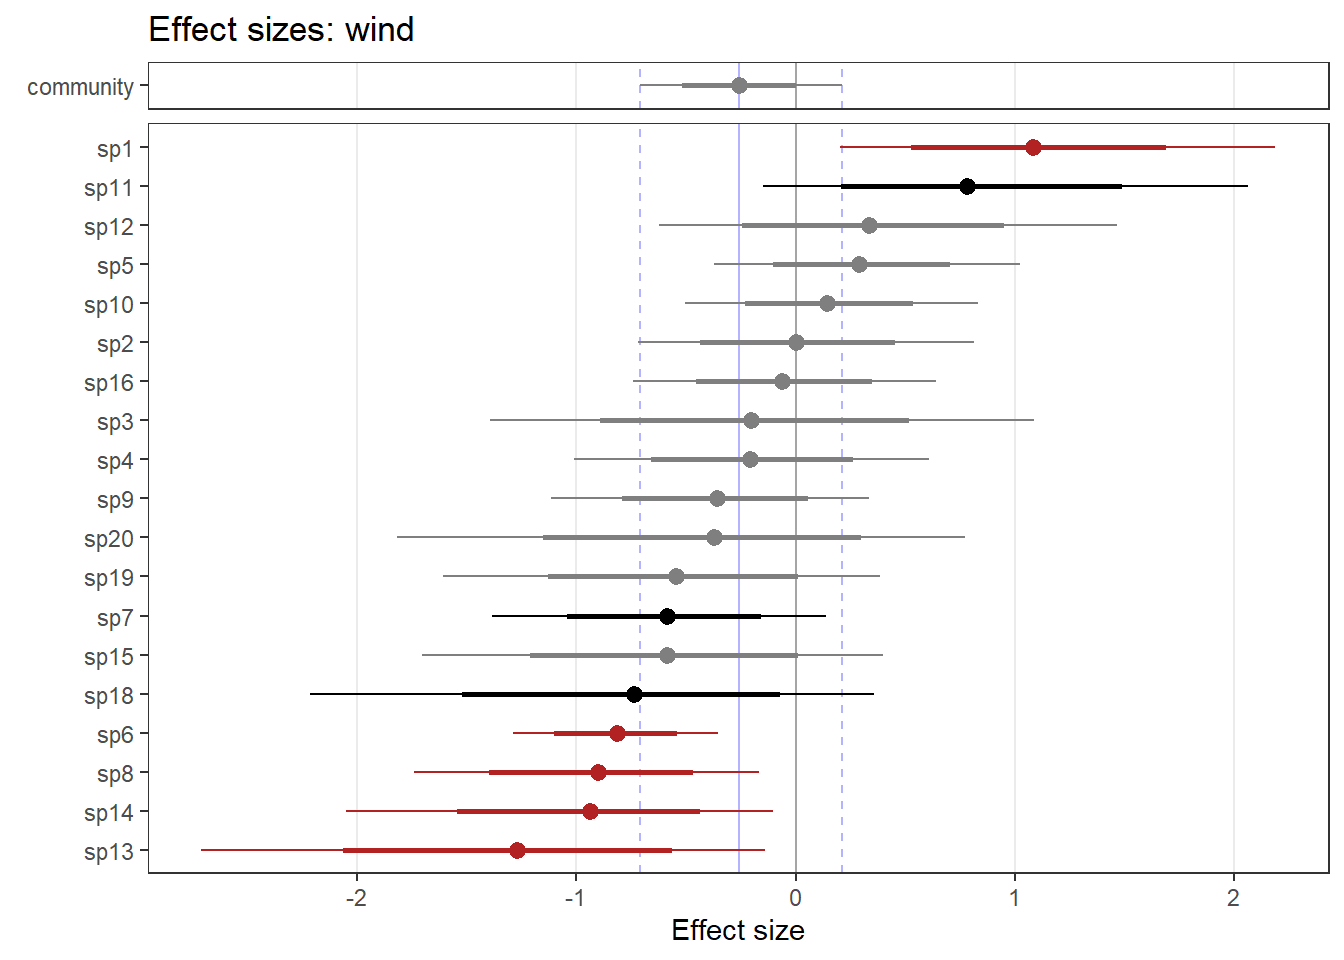 Effect sizes: wind
community
sp1
sp11
sp12
sp5
sp10
sp2
sp16
sp3
sp4
sp9
sp20
sp19
sp7
sp15
sp18
sp6
sp8
sp14
sp13
-2 -1 0 1 2
Effect size